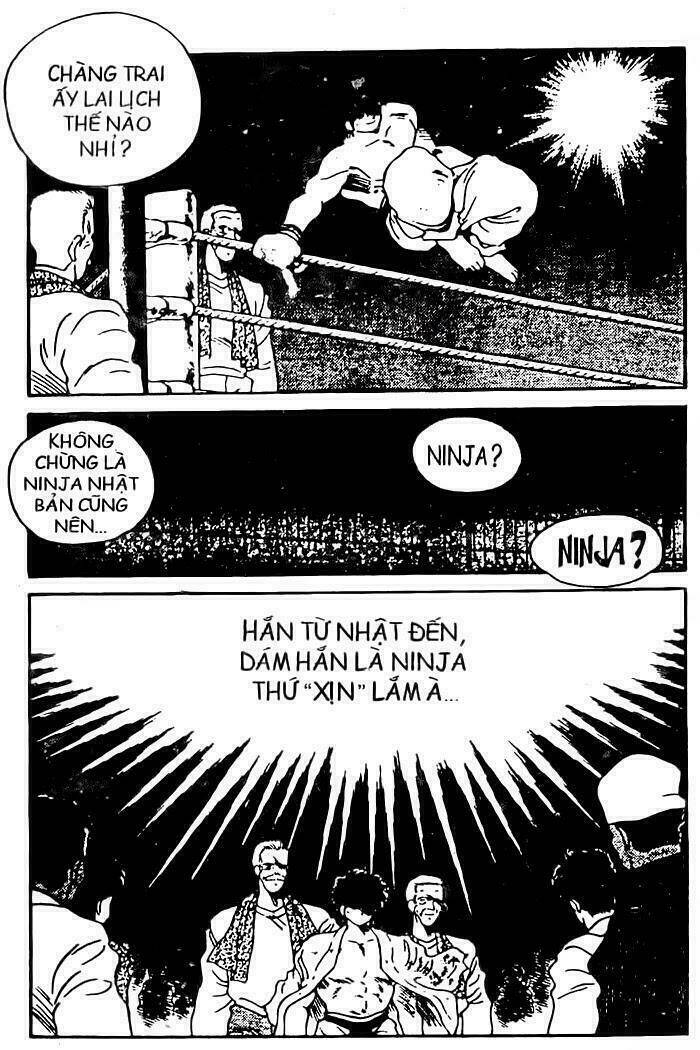 CHÀNG TRAI
ẤY LAI LỊCH
THẾ NÀO
NHỈ?
KHÔNG
CHỪNG LÀ
NINJA NHẬT
BẢN CŨNG
NÊN...
NINJA?
NINJA?
HẮN TỪ NHẬT ĐẾN,
DÁM HẮN LÀ NINJA
THỨ "XỊN" LẮM À...